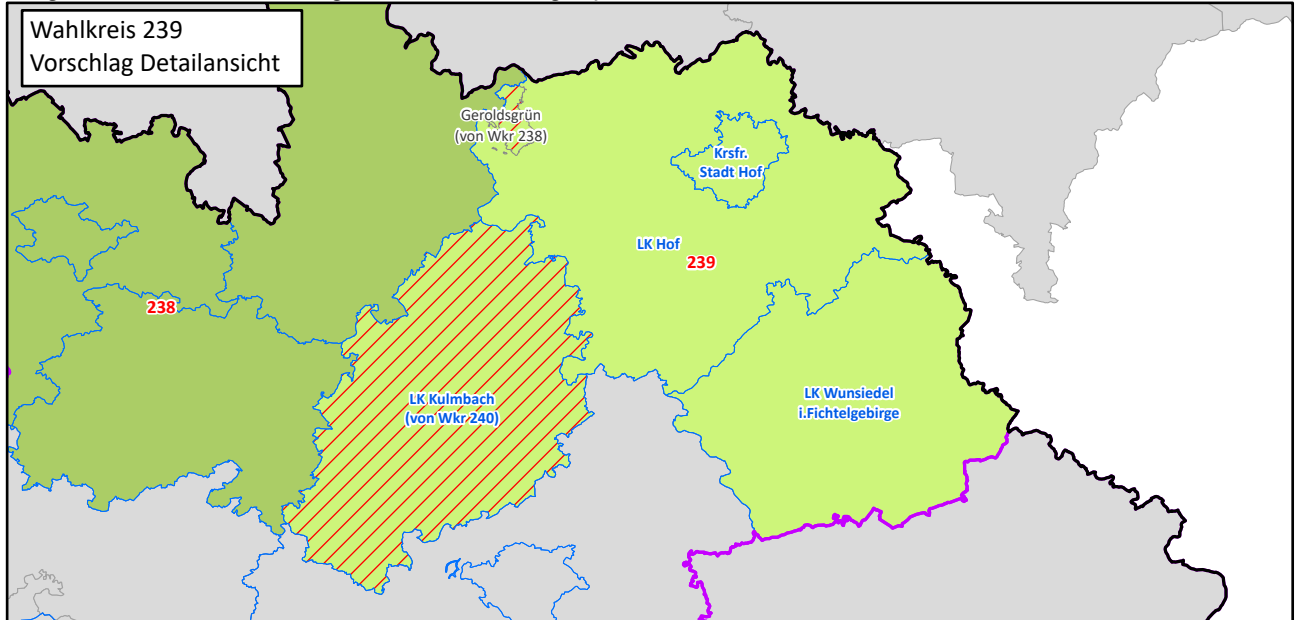 Wahlkreis 239
Vorschlag Detailansicht
Geroldsgrün
(von Wkr 238)
Krsfr.
Stadt Hof
LK Hof
239
238
LK Kulmbach
(von Wkr 240)
LK Wunsiedel
i.Fichtelgebirge